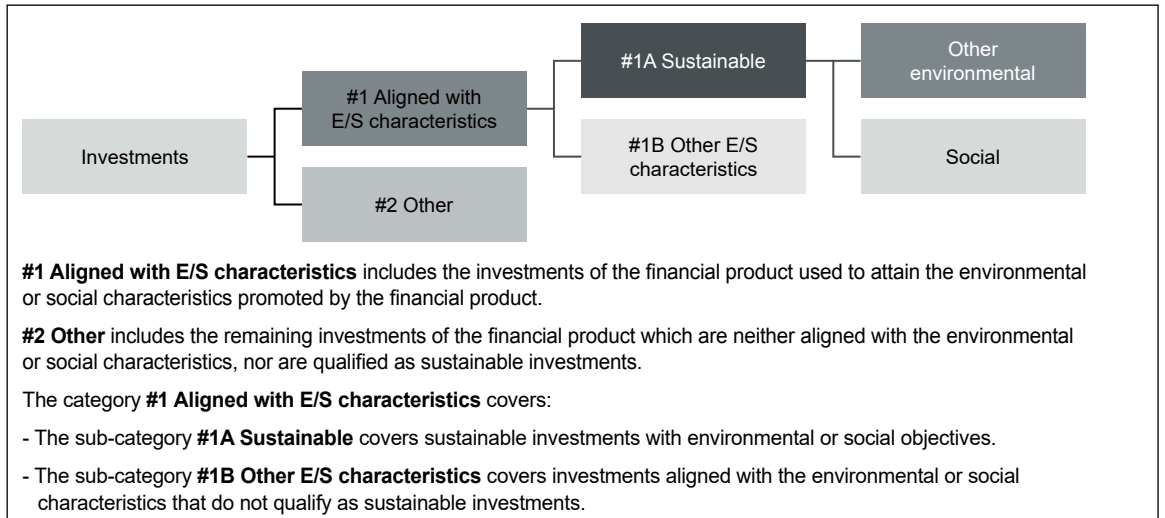 #1A Sustainable
Other
environmental
#1 Aligned with
E/S characteristics
Investments
#1B Other E/S
characteristics
Social
#2 Other
#1 Aligned with E/S characteristics includes the investments of the financial product used to attain the environmental
or social characteristics promoted by the financial product.
#2 Other includes the remaining investments of the financial product which are neither aligned with the environmental
or social characteristics, nor are qualified as sustainable investments.
The category #1 Aligned with E/S characteristics covers:
- The sub-category #1A Sustainable covers sustainable investments with environmental or social objectives.
- The sub-category #1B Other E/S characteristics covers investments aligned with the environmental or social
characteristics that do not qualify as sustainable investments.